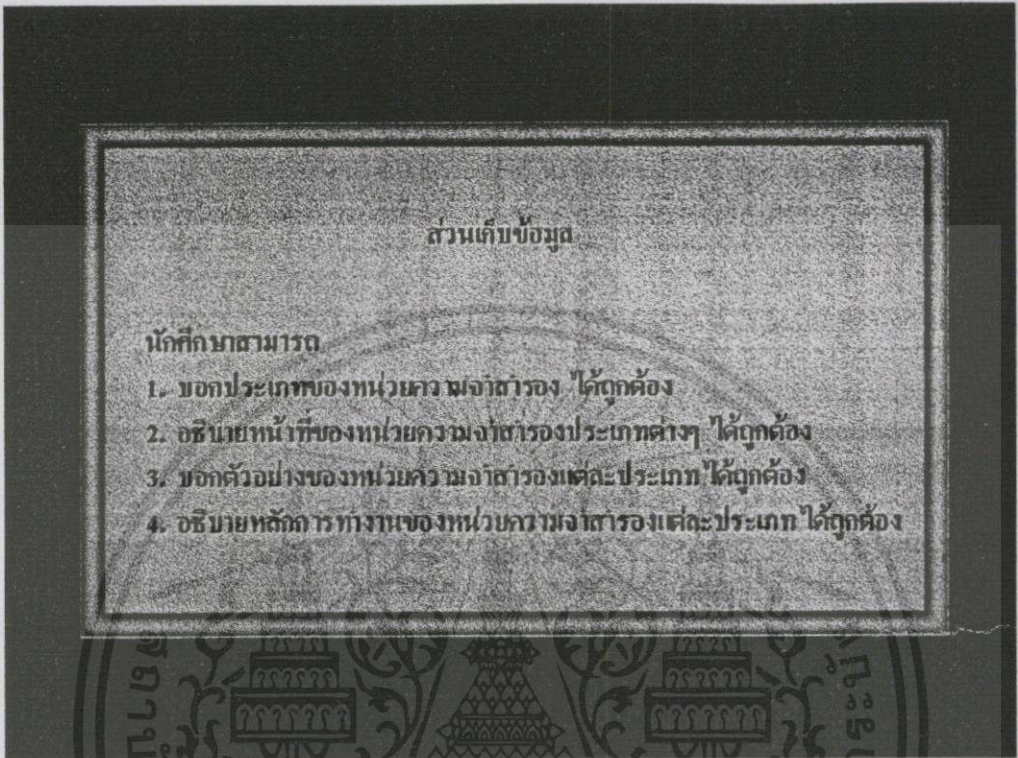 ส่วนเก็บข้อมูล
นักศึกษาสามารถ
1. บอกประเภทของหน่วยความจำสำรอง ได้ถูกต้อง
2. อธิบายหน้าที่ของหน่วยความจำสำรองประเภทต่างๆ ได้ถูกต้อง
3. บอกตัวอย่างของหน่วยความจำสำรองแต่ละประเภท ได้ถูกต้อง
4. อธิบายหลักการทำงานของหน่วยความจำสำรองแต่ละประเภท ได้ถูกต้อง